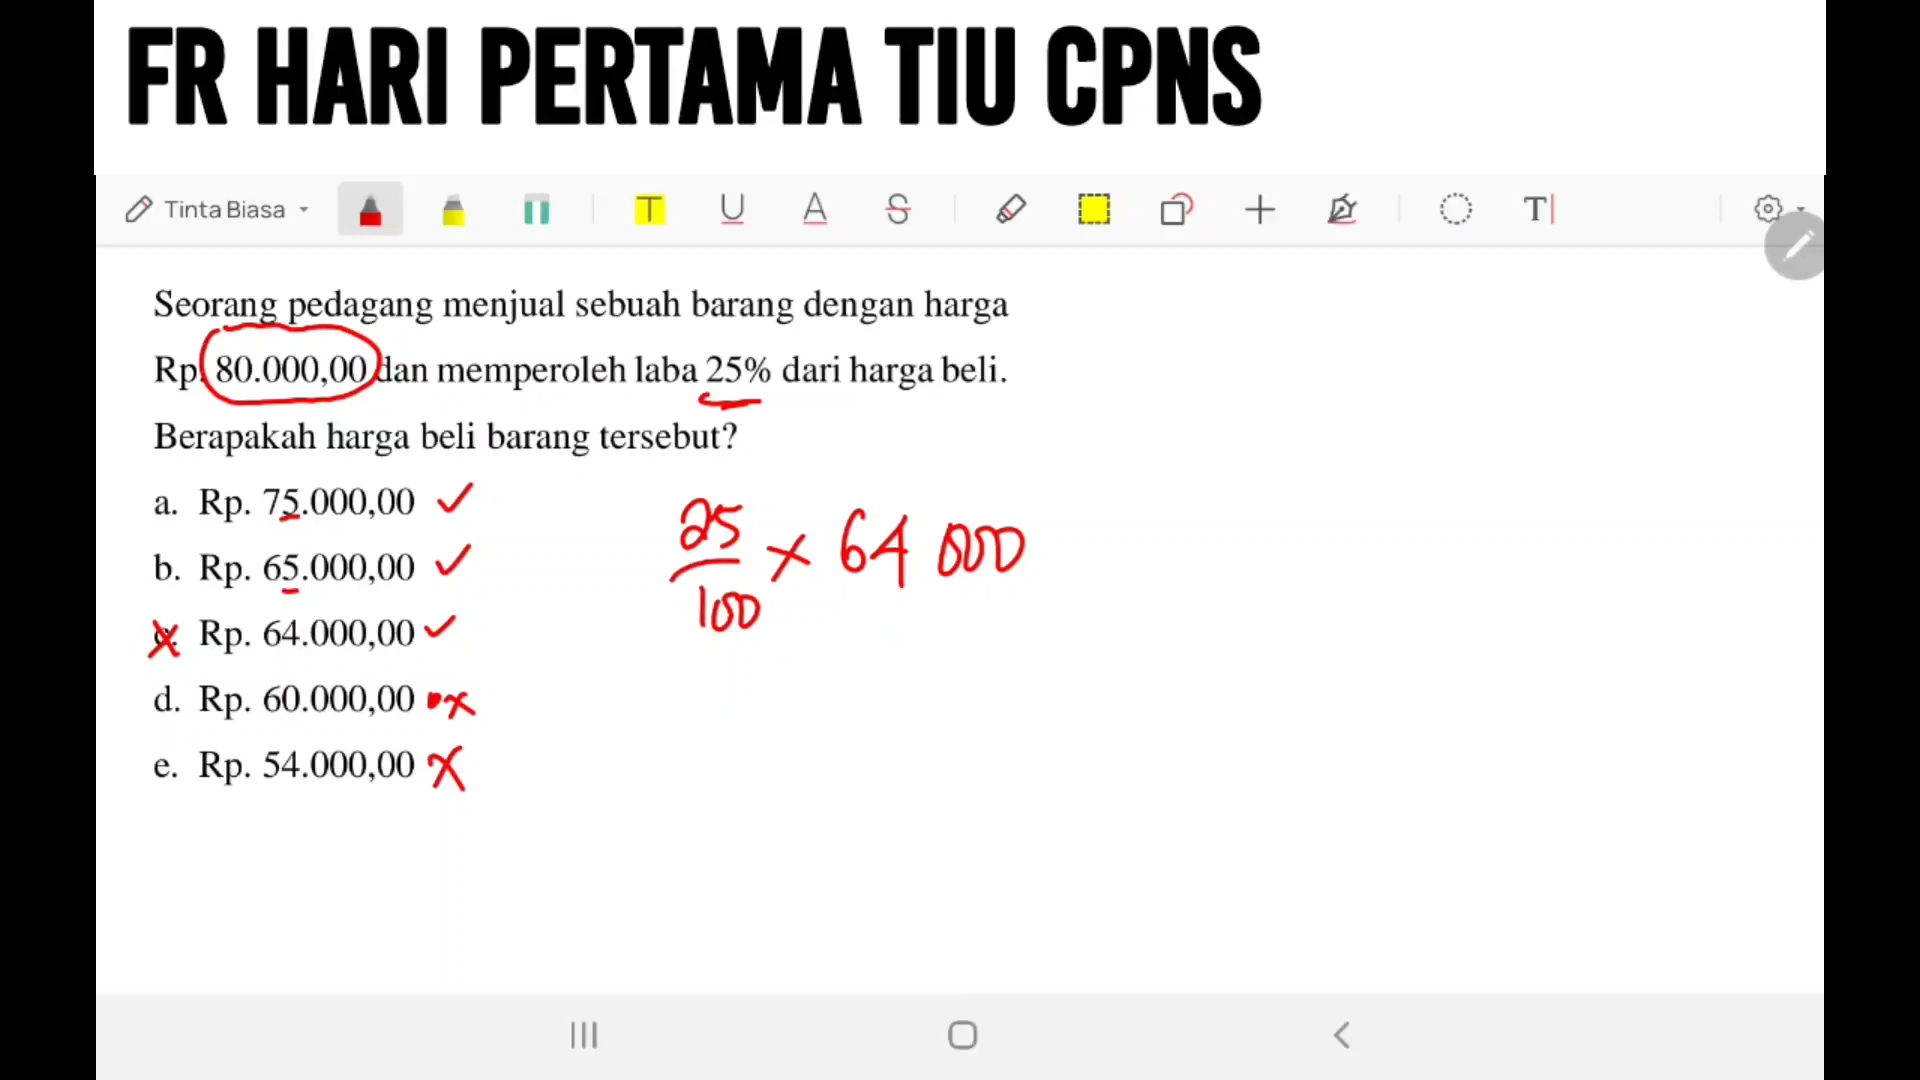 FR HARI PERTAMA TIU CPNS
Tinta Biasa
Seorang pedagang menjual sebuah barang dengan harga
Rp. 80.000,00 dan memperoleh laba 25% dari harga beli.
Berapakah harga beli barang tersebut?
a. Rp. 75.000,00
b. Rp. 65.000,00
c. Rp. 64.000,00
d. Rp. 60.000,00
e. Rp. 54.000,00
25
100
× 64 000